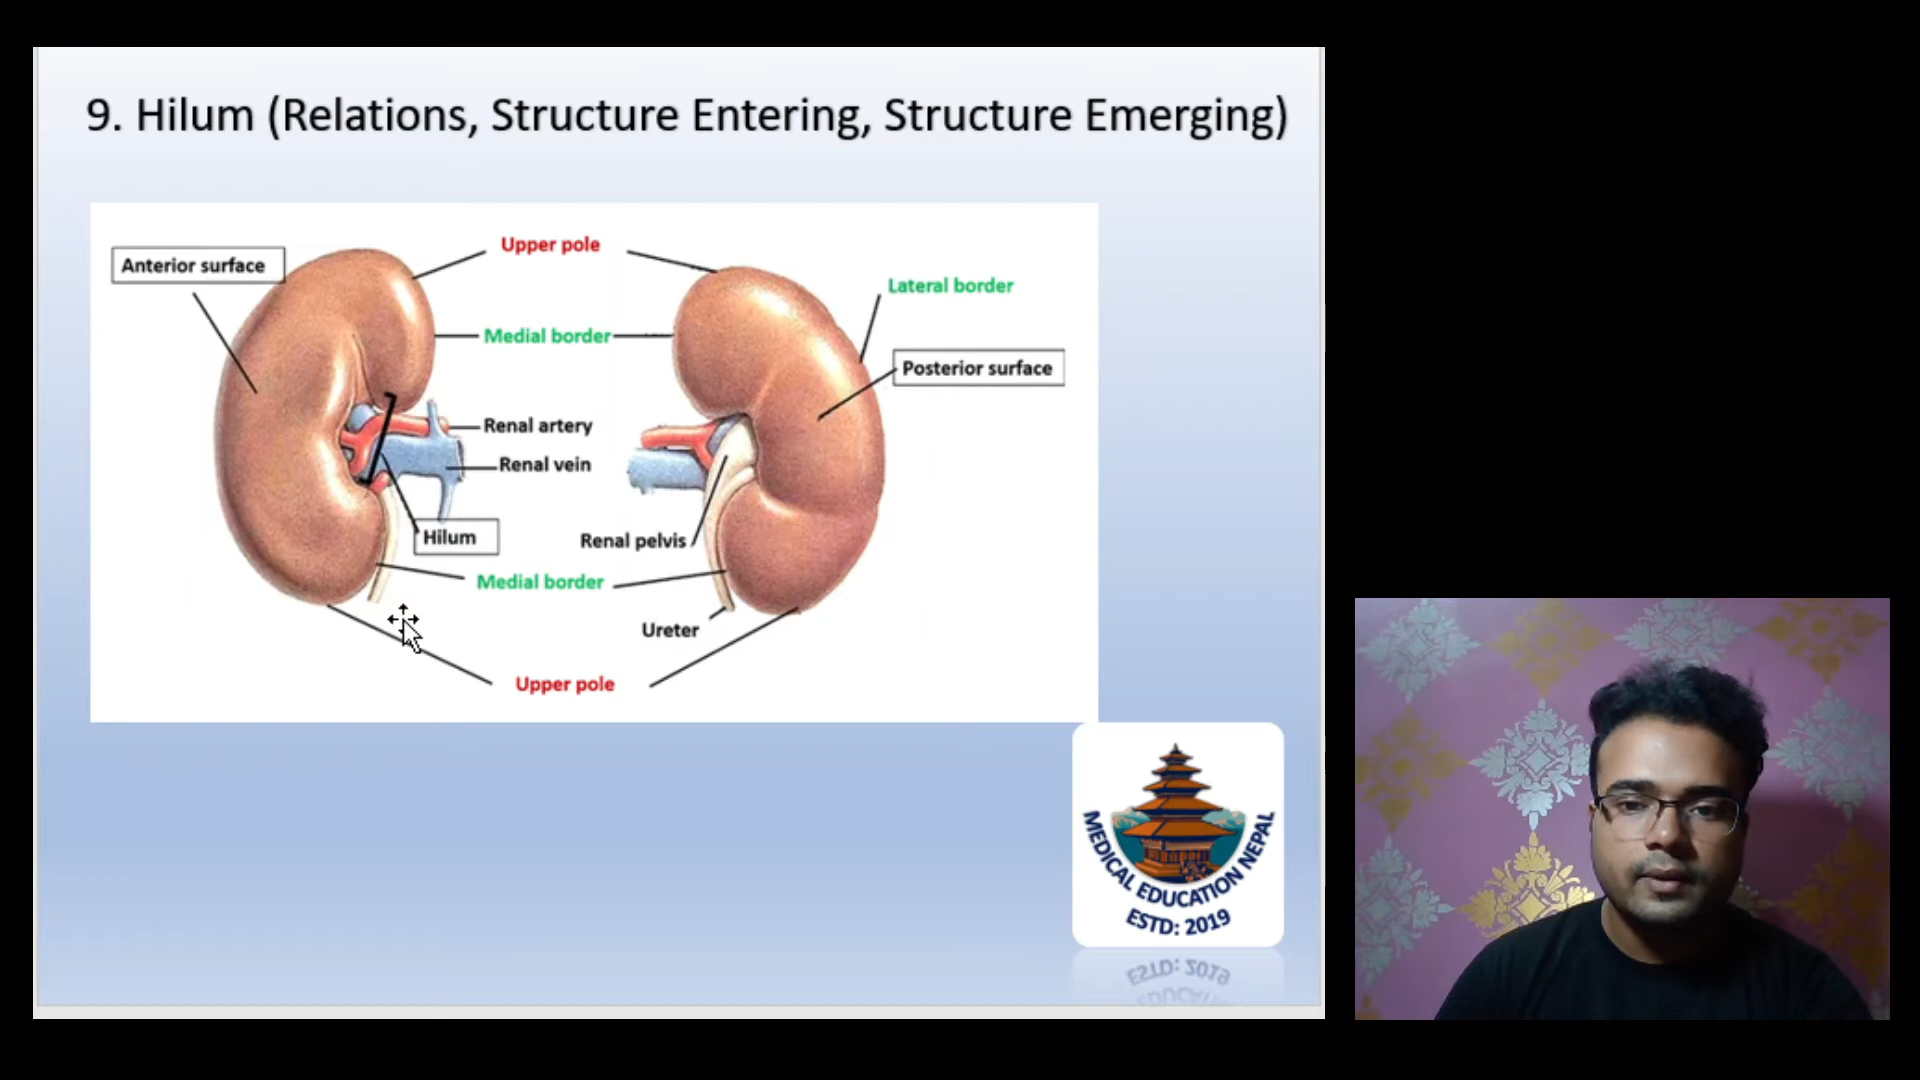 9. Hilum (Relations, Structure Entering, Structure Emerging)
Upper pole
Anterior surface
Lateral border
Medial border
Posterior surface
Renal artery
Renal vein
Hilum
Renal pelvis
Medial border
Ureter
Upper pole
MEDICAL EDUCATION NEPAL
ESTD: 2019